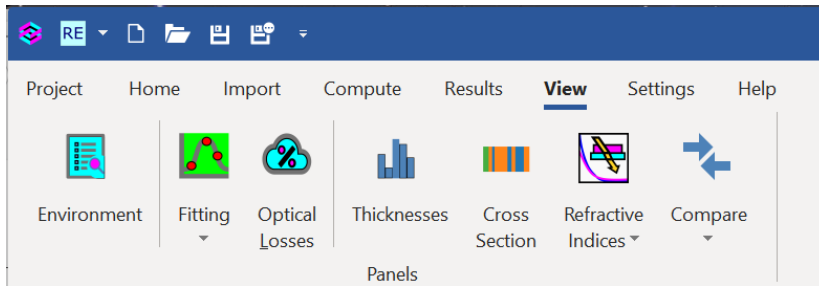 RE
Project Home Import Compute Results View Settings Help
Environment Fitting Optical Losses Thicknesses Cross Section Refractive Indices Compare
Panels